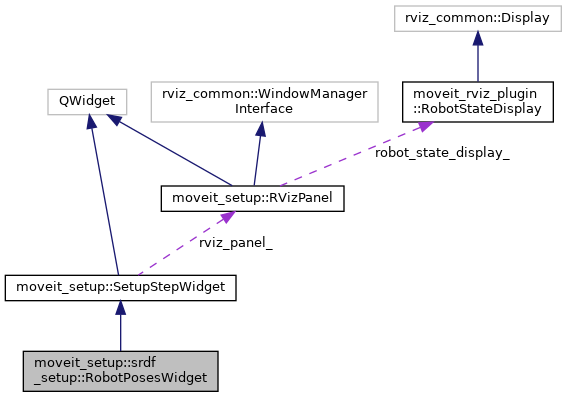 rviz_common::Display
QWidget
rviz_common::WindowManager
Interface
moveit_rviz_plugin
::RobotStateDisplay
robot_state_display_
moveit_setup::RVizPanel
rviz_panel_
moveit_setup::SetupStepWidget
moveit_setup::srdf
_setup::RobotPosesWidget